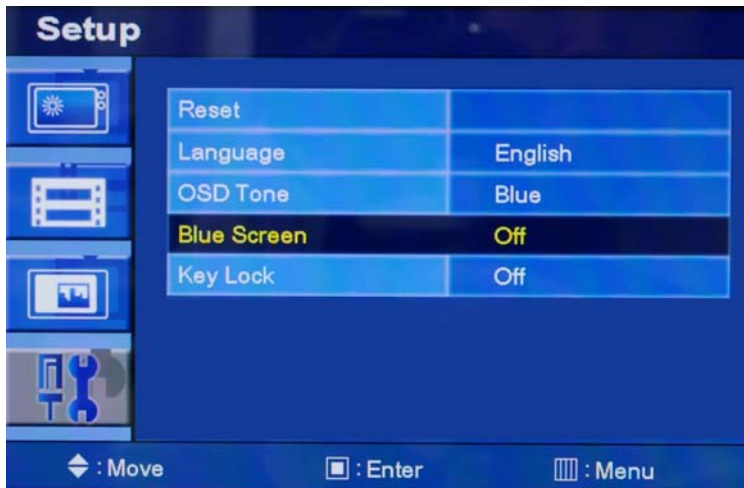 Setup
Reset
Language English
OSD Tone Blue
Blue Screen Off
Key Lock Off
: Move : Enter : Menu